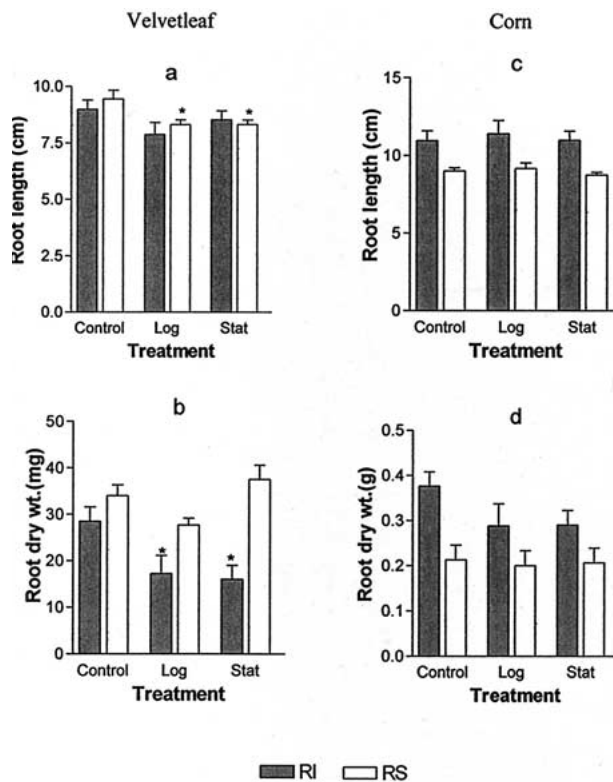 Velvetleaf
Corn
a
10.0
7.5
5.0
2.5
0.0
Root length (cm)
*
*
Control Log Stat
Treatment
c
15
10
5
0
Root length (cm)
Control Log Stat
Treatment
b
50
40
30
20
10
0
Root dry wt.(mg)
*
*
Control Log Stat
Treatment
d
0.5
0.4
0.3
0.2
0.1
0.0
Root dry wt.(g)
Control Log Stat
Treatment
RI RS